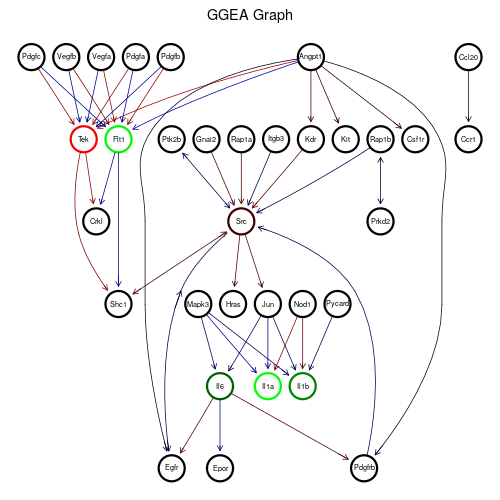 GGEA Graph
Pdgfc Vegfb Vegfa Pdgfa Pdgfb Angpt1 Ccl20
Tek Flt1 Ptk2b Gnai2 Rap1a Itgb3 Kdr Kit Rap1b Csf1r Ccr1
Crkl Src Prkd2
Shc1 Mapk3 Hras Jun Nod1 Pycard
Il6 Il1a Il1b
Egfr Epor Pdgfrb